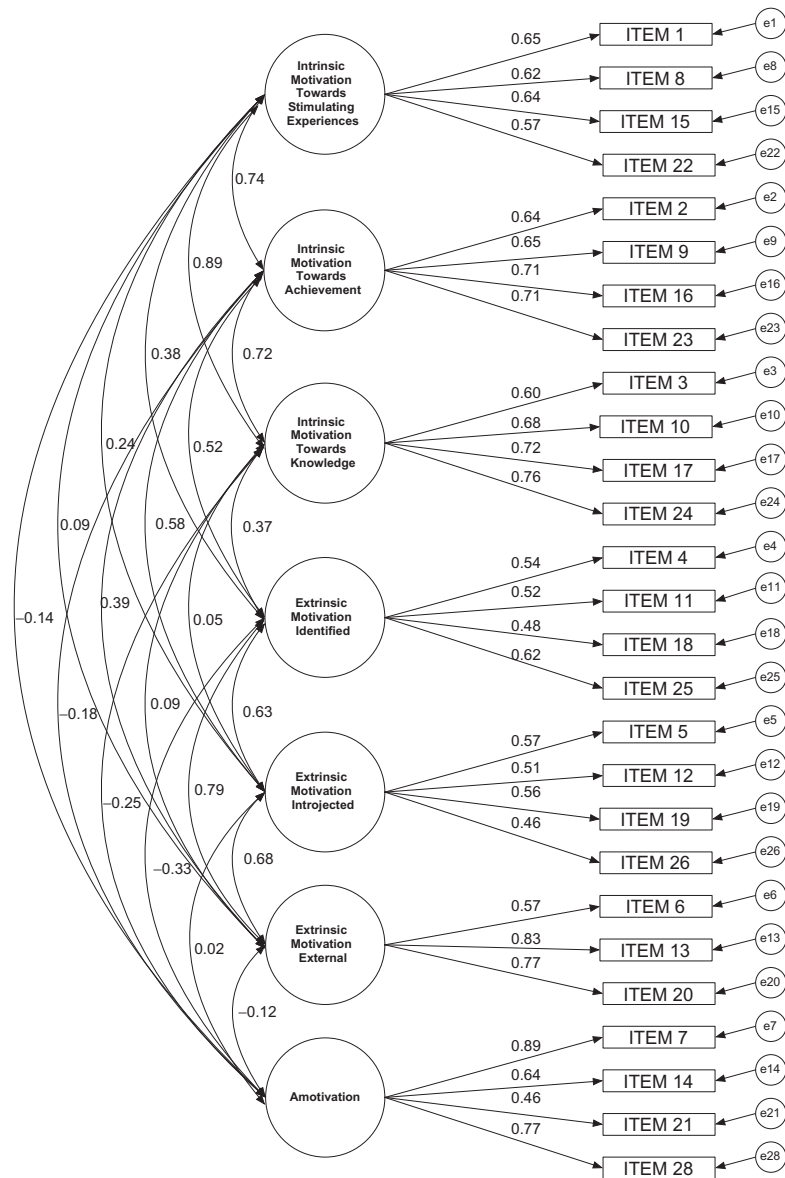 e1
0.65
ITEM 1
Intrinsic
Motivation
Towards
Stimulating
Experiences
0.62
ITEM 8
e8
0.64
ITEM 15
e15
0.57
ITEM 22
e22
0.74
0.64
ITEM 2
e2
Intrinsic
Motivation
Towards
Achievement
0.65
ITEM 9
e9
0.71
ITEM 16
e16
0.71
ITEM 23
e23
0.89
0.38
0.72
0.60
ITEM 3
e3
Intrinsic
Motivation
Towards
Knowledge
0.68
ITEM 10
e10
0.72
ITEM 17
e17
0.76
ITEM 24
e24
0.24
0.52
0.09
0.58
0.37
0.54
ITEM 4
e4
Extrinsic
Motivation
Identified
0.52
ITEM 11
e11
0.48
ITEM 18
e18
0.62
ITEM 25
e25
−0.14
0.39
0.05
−0.18
0.09
0.63
0.57
ITEM 5
e5
Extrinsic
Motivation
Introjected
0.51
ITEM 12
e12
0.56
ITEM 19
e19
0.46
ITEM 26
e26
−0.25
0.79
−0.33
0.68
0.57
ITEM 6
e6
Extrinsic
Motivation
External
0.83
ITEM 13
e13
0.77
ITEM 20
e20
0.02
−0.12
0.89
ITEM 7
e7
Amotivation
0.64
ITEM 14
e14
0.46
ITEM 21
e21
0.77
ITEM 28
e28